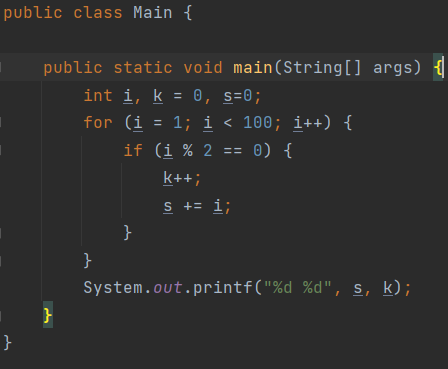 public class Main {
public static void main(String[] args) {
int i, k = 0, s=0;
for (i = 1; i < 100; i++) {
if (i % 2 == 0) {
k++;
s += i;
}
}
System.out.printf("%d %d", s, k);
}
}